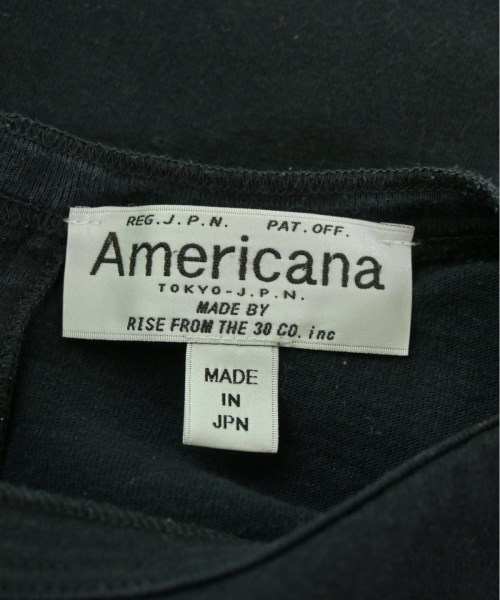 REG.J.P.N. PAT.OFF.
Americana
TOKYO-J.P.N.
MADE BY
RISE FROM THE 30 CO. inc
MADE
IN
JPN